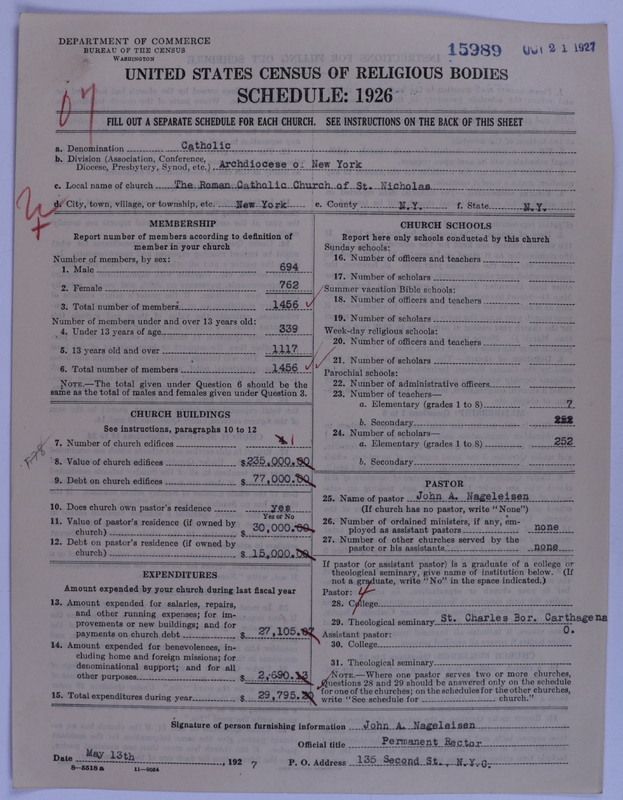 DEPARTMENT OF COMMERCE
BUREAU OF THE CENSUS
WASHINGTON
15989 OCT 21 1927
UNITED STATES CENSUS OF RELIGIOUS BODIES
SCHEDULE: 1926
FILL OUT A SEPARATE SCHEDULE FOR EACH CHURCH. SEE INSTRUCTIONS ON THE BACK OF THIS SHEET
a. Denomination Catholic
b. Division (Association, Conference,
Diocese, Presbytery, Synod, etc.) Archdiocese o. New York
c. Local name of church The Roman Catholic Church of St. Nicholas
d. City, town, village, or township, etc. New York e. County N.Y. f. State N.Y.
MEMBERSHIP
Report number of members according to definition of
member in your church
Number of members, by sex:
1. Male 694
2. Female 762
3. Total number of members 1456
Number of members under and over 13 years old:
4. Under 13 years of age 339
5. 13 years old and over 1117
6. Total number of members 1456
NOTE.—The total given under Question 6 should be the
same as the total of males and females given under Question 3.
CHURCH BUILDINGS
See instructions, paragraphs 10 to 12
7. Number of church edifices 1
8. Value of church edifices $235,000.00
9. Debt on church edifices $ 77,000.00
10. Does church own pastor's residence yes
Yes or No
11. Value of pastor's residence (if owned by
church) $ 30,000.00
12. Debt on pastor's residence (if owned by
church) $ 15,000.00
EXPENDITURES
Amount expended by your church during last fiscal year
13. Amount expended for salaries, repairs,
and other running expenses; for im-
provements or new buildings; and for
payments on church debt $ 27,105.07
14. Amount expended for benevolences, in-
cluding home and foreign missions; for
denominational support; and for all
other purposes $ 2,690.13
15. Total expenditures during year $ 29,795.20
CHURCH SCHOOLS
Report here only schools conducted by this church
Sunday schools:
16. Number of officers and teachers
17. Number of scholars
Summer vacation Bible schools:
18. Number of officers and teachers
19. Number of scholars
Week-day religious schools:
20. Number of officers and teachers
21. Number of scholars
Parochial schools:
22. Number of administrative officers
23. Number of teachers—
a. Elementary (grades 1 to 8) 7
b. Secondary
24. Number of scholars—
a. Elementary (grades 1 to 8) 252
b. Secondary
PASTOR
25. Name of pastor John A. Nageleisen
(If church has no pastor, write "None")
26. Number of ordained ministers, if any, em-
ployed as assistant pastors none
27. Number of other churches served by the
pastor or his assistants none
If pastor (or assistant pastor) is a graduate of a college or
theological seminary, give name of institution below. (If
not a graduate, write "No" in the space indicated.)
Pastor: 4
28. College
29. Theological seminary St. Charles Bor. Carthagena
O.
Assistant pastor:
30. College
31. Theological seminary
NOTE.—Where one pastor serves two or more churches,
Questions 28 and 29 should be answered only on the schedule
for one of the churches; on the schedules for the other churches,
write "See schedule for church."
Signature of person furnishing information John A. Nageleisen
Official title Permanent Rector
Date May 13th, 192 7 P. O. Address 135 Second St., N.Y.C.
8—5518 a 11—9054